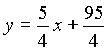 y = 5/4 x + 95/4